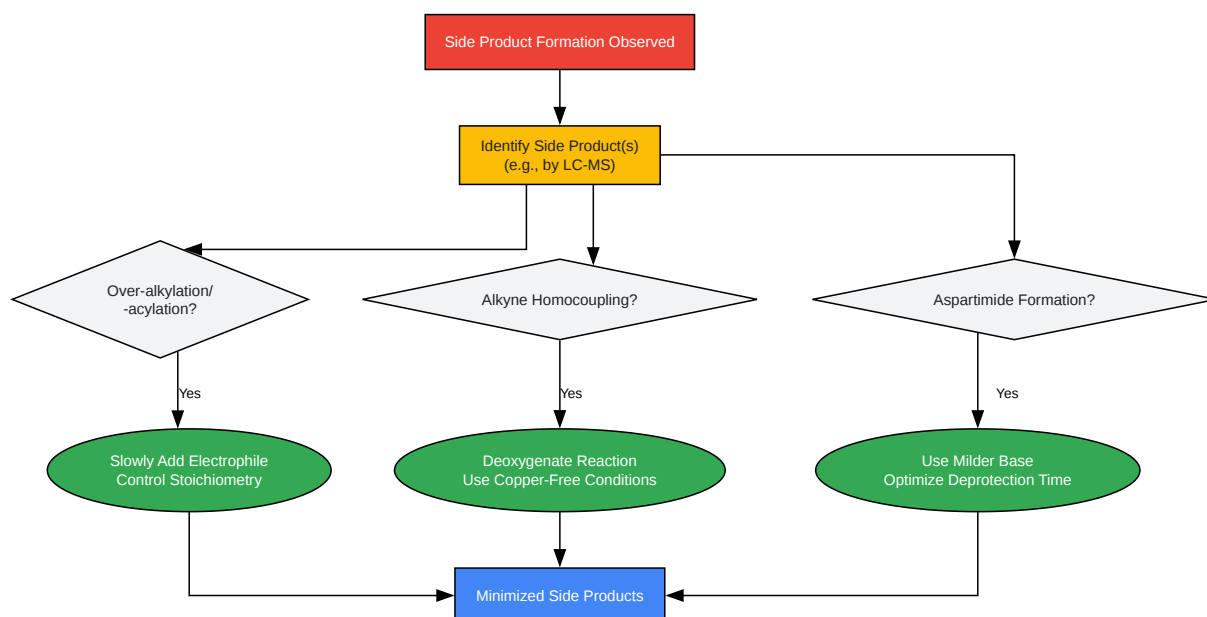 Side Product Formation Observed
Identify Side Product(s)
(e.g., by LC-MS)
Over-alkylation/
-acylation?
Alkyne Homocoupling?
Aspartimide Formation?
Yes
Yes
Yes
Slowly Add Electrophile
Control Stoichiometry
Deoxygenate Reaction
Use Copper-Free Conditions
Use Milder Base
Optimize Deprotection Time
Minimized Side Products